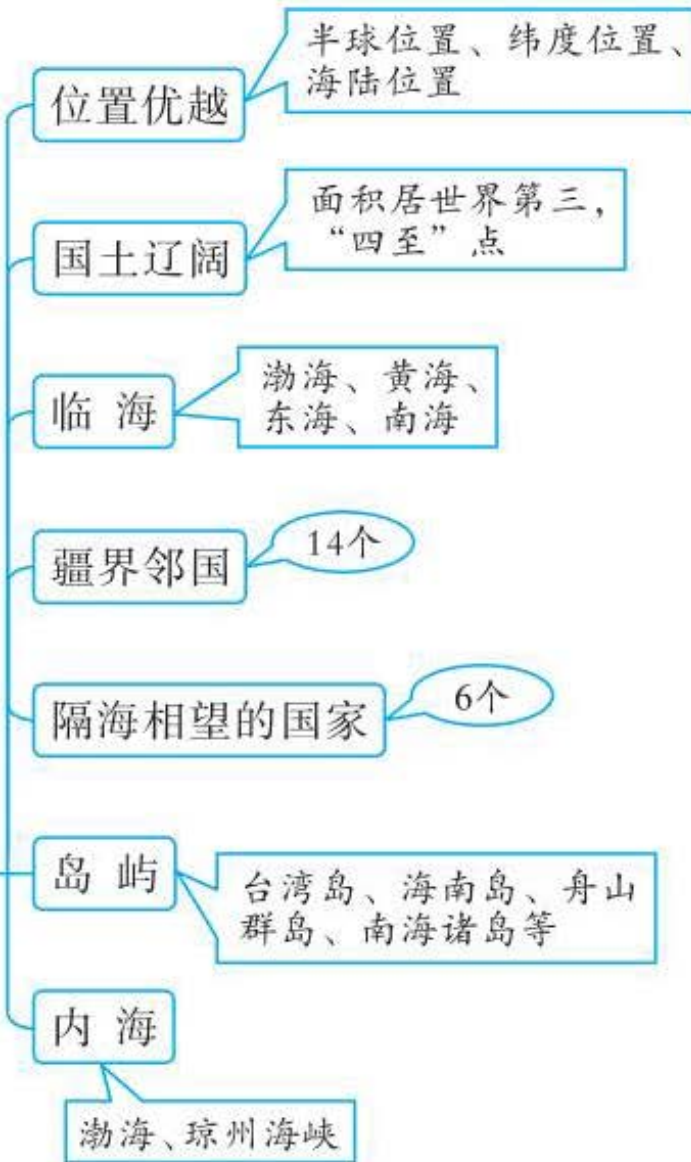 位置优越
半球位置、纬度位置、
海陆位置
国土辽阔
面积居世界第三，
“四至”点
临 海
渤海、黄海、
东海、南海
疆界邻国
14个
隔海相望的国家
6个
岛 屿
台湾岛、海南岛、舟山
群岛、南海诸岛等
内 海
渤海、琼州海峡